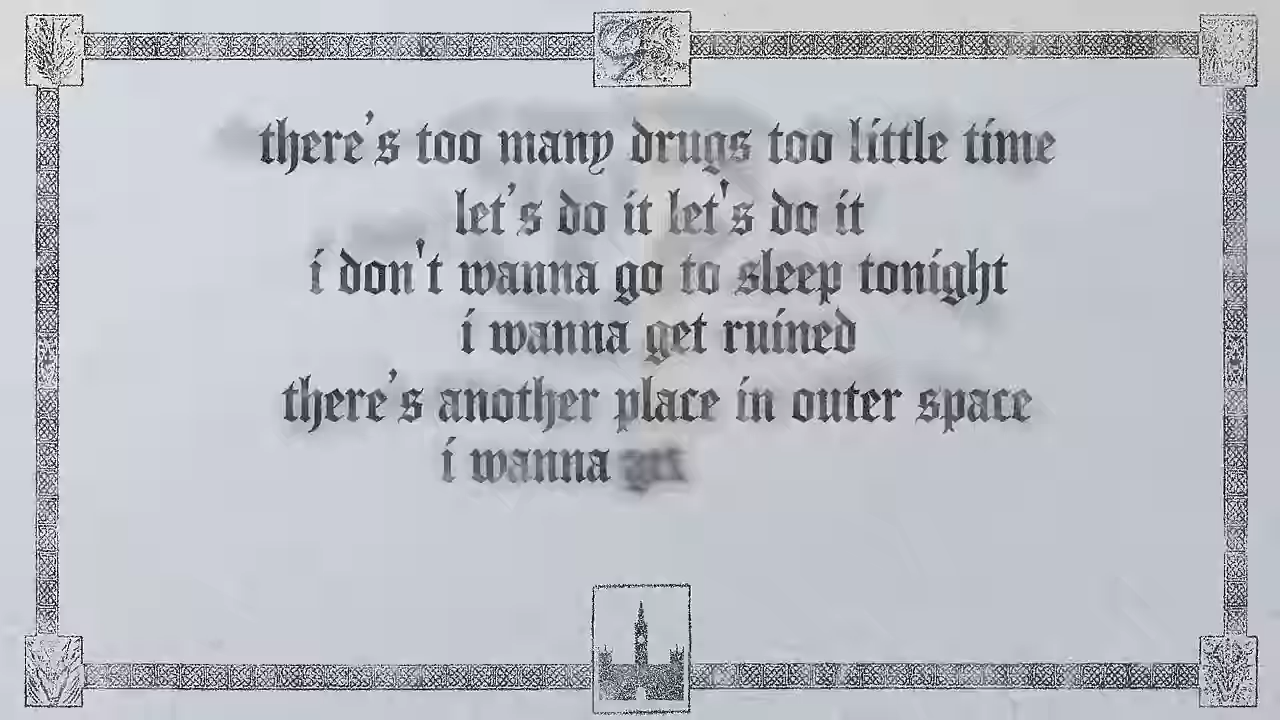 there's too many drugs too little time
let's do it let's do it
i don't wanna go to sleep tonight
i wanna get ruined
there's another place in outer space
i wanna